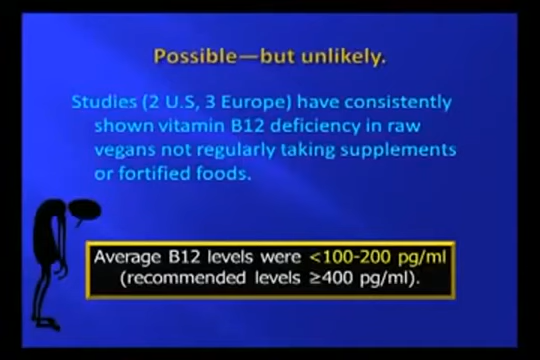 Possible—but unlikely.
Studies (2 U.S, 3 Europe) have consistently
shown vitamin B12 deficiency in raw
vegans not regularly taking supplements
or fortified foods.
Average B12 levels were <100-200 pg/ml
(recommended levels ≥400 pg/ml).